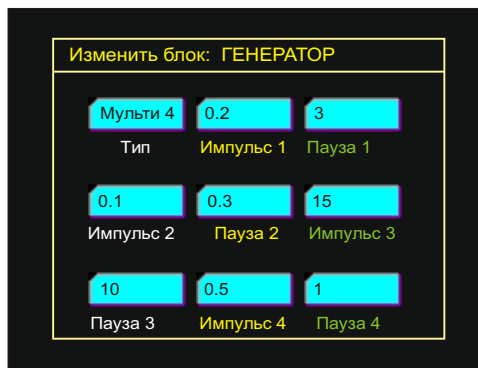 Изменить блок: ГЕНЕРАТОР
Мульти 4 0.2 3
Тип Импульс 1 Пауза 1
0.1 0.3 15
Импульс 2 Пауза 2 Импульс 3
10 0.5 1
Пауза 3 Импульс 4 Пауза 4